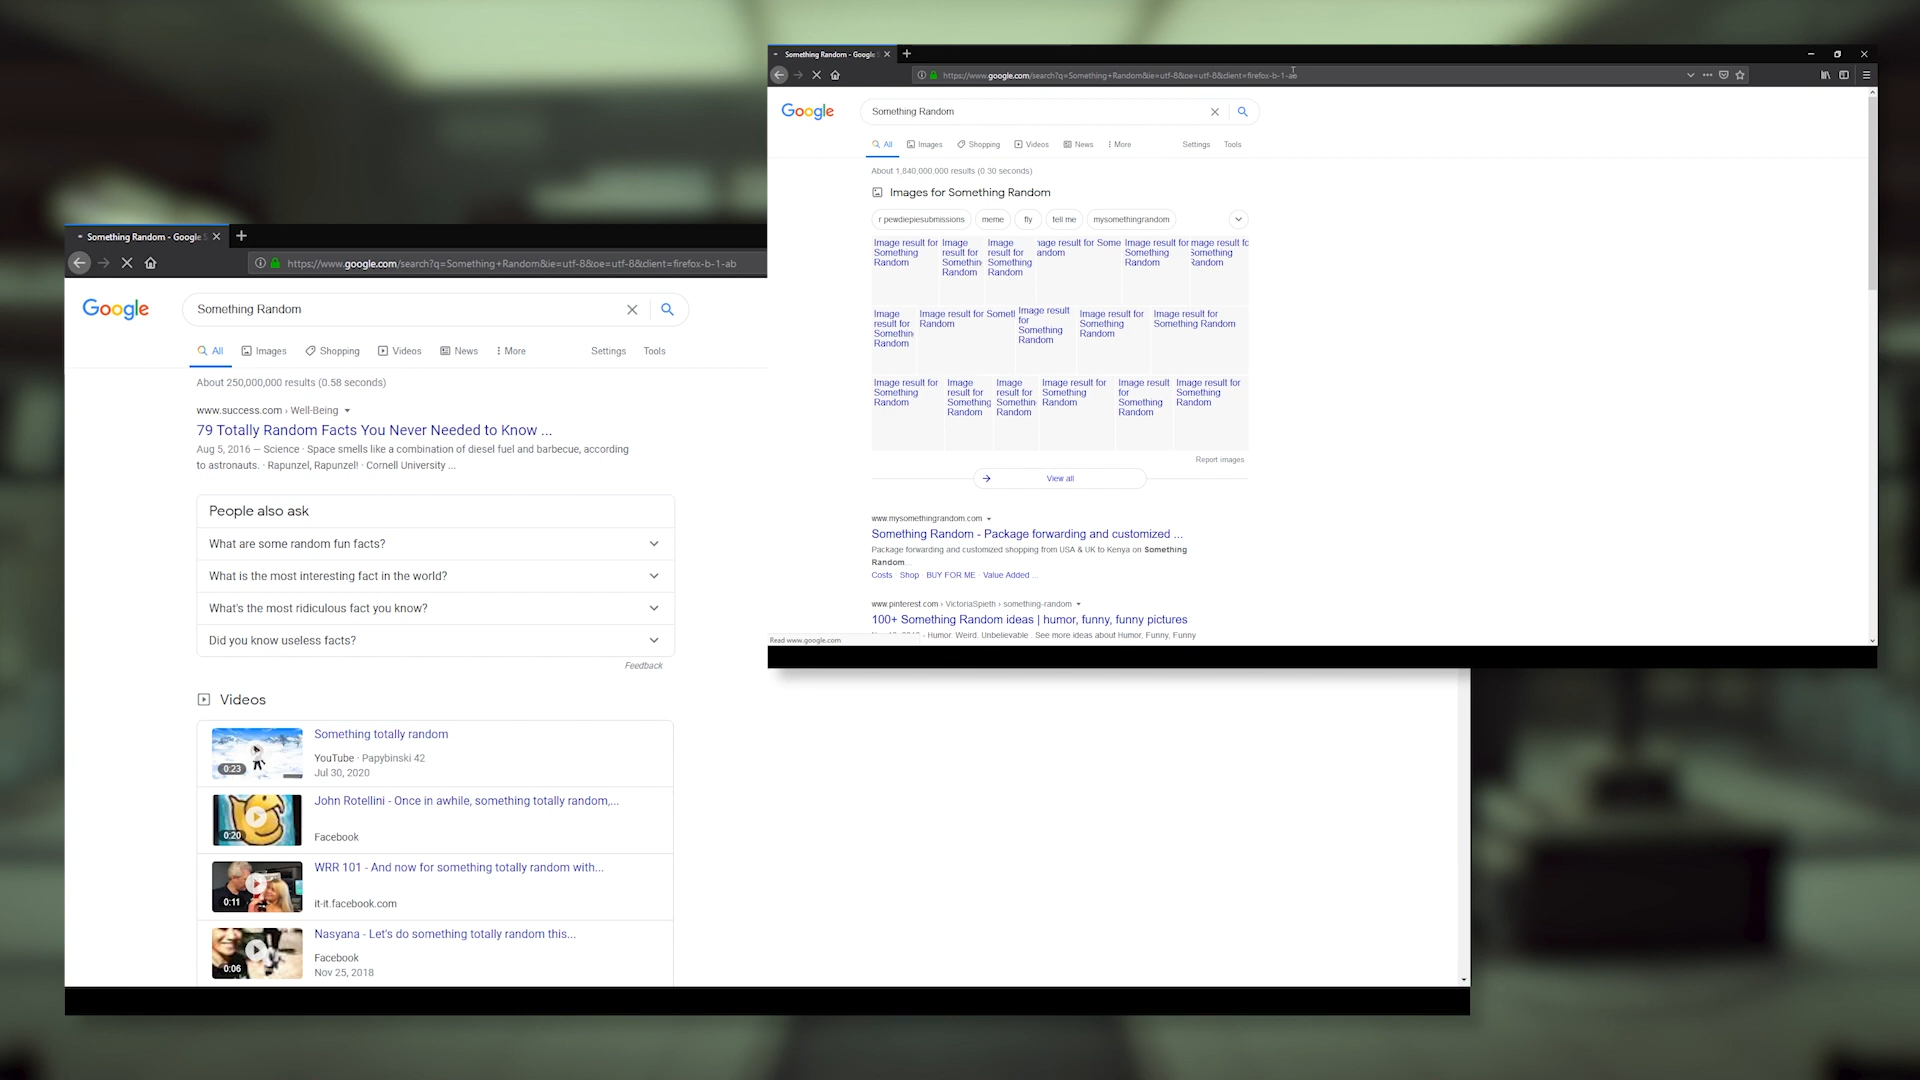 Something Random - Google S
https://www.google.com/search?q=Something+Random&ie=utf-8&oe=utf-8&client=firefox-b-1-ab
Google
Something Random
All
Images
Shopping
Videos
News
More
Settings
Tools
About 1,840,000,000 results (0.30 seconds)
Images for Something Random
r pewdiepiesubmissions
meme
fly
tell me
mysomethingrandom
Image result for Something Random
Image result for Something Random
Image result for Something Random
mage result for Some
andom
Image result for Something Random
mage result for
Random
Image result for Something Random
Image result for Someth
Random
Image result for Something Random
Image result for Something Random
Image result for Something Random
Image result for Something Random
Image result for Something Random
Image result for Something Random
Image result for Something Random
Image result for Something Random
Image result for Something Random
Report images
View all
www.mysomethingrandom.com
Something Random - Package forwarding and customized ...
Package forwarding and customized shopping from USA & UK to Kenya on Something
Random.
Costs · Shop · BUY FOR ME · Value Added ...
www.pinterest.com › VictoriaSpieth › something-random
100+ Something Random ideas | humor, funny, funny pictures
- Humor. Weird. Unbelievable . See more ideas about Humor, Funny, Funny
Read www.google.com
Something Random - Google S
https://www.google.com/search?q=Something+Random&ie=utf-8&oe=utf-8&client=firefox-b-1-ab
Google
Something Random
All
Images
Shopping
Videos
News
More
Settings
Tools
About 250,000,000 results (0.58 seconds)
www.success.com › Well-Being
79 Totally Random Facts You Never Needed to Know ...
Aug 5, 2016 — Science · Space smells like a combination of diesel fuel and barbecue, according
to astronauts. · Rapunzel, Rapunzel! · Cornell University ...
People also ask
What are some random fun facts?
What is the most interesting fact in the world?
What's the most ridiculous fact you know?
Did you know useless facts?
Feedback
Videos
Something totally random
YouTube · Papybinski 42
Jul 30, 2020
0:23
John Rotellini - Once in awhile, something totally random,...
Facebook
0:20
WRR 101 - And now for something totally random with...
it-it.facebook.com
0:11
Nasyana - Let's do something totally random this...
Facebook
Nov 25, 2018
0:06